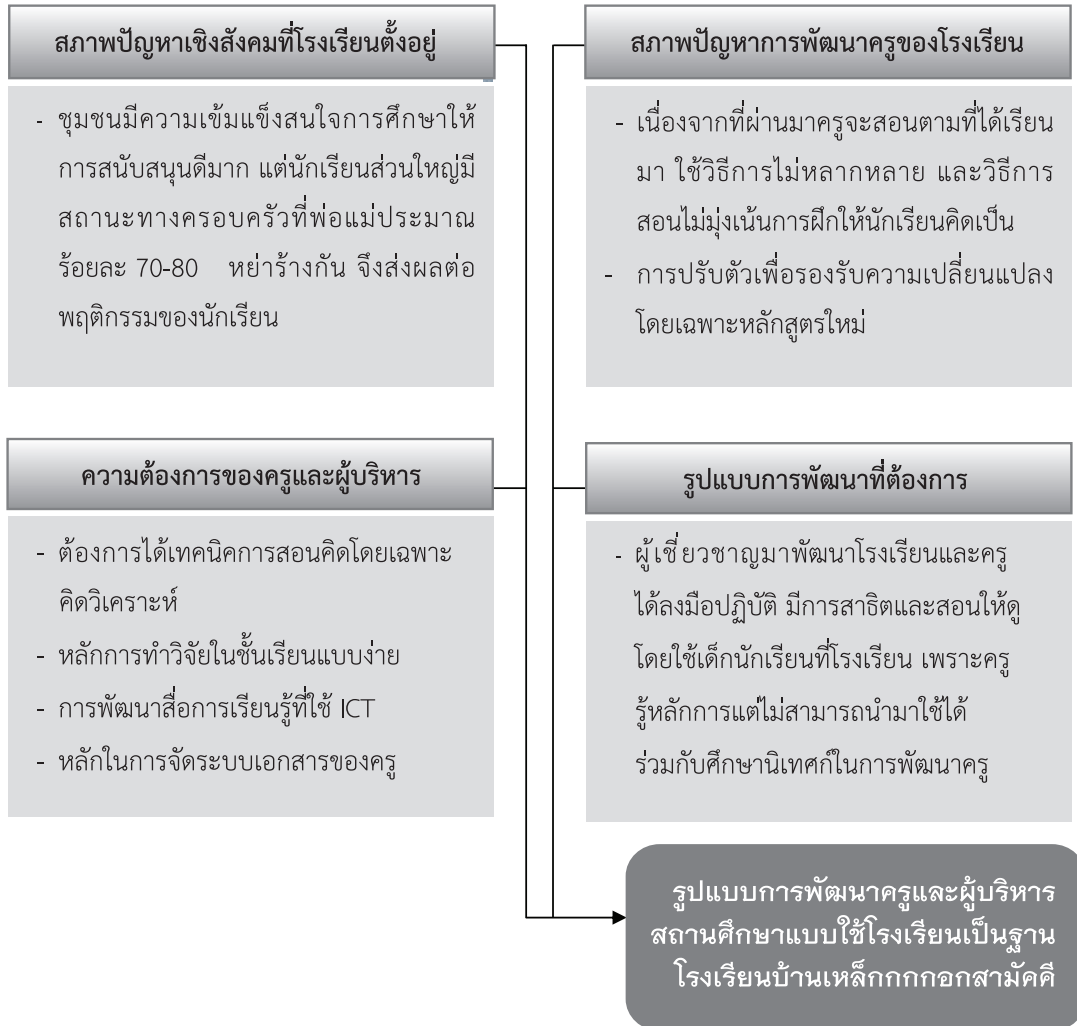 สภาพปัญหาเชิงสังคมที่โรงเรียนตั้งอยู่
- ชุมชนมีความเข้มแข็งสนใจการศึกษาให้
การสนับสนุนดีมาก แต่นักเรียนส่วนใหญ่มี
สถานะทางครอบครัวที่พ่อแม่ประมาณ
ร้อยละ 70-80 หย่าร้างกัน จึงส่งผลต่อ
พฤติกรรมของนักเรียน
สภาพปัญหาการพัฒนาครูของโรงเรียน
- เนื่องจากที่ผ่านมาครูจะสอนตามที่ได้เรียน
มา ใช้วิธีการไม่หลากหลาย และวิธีการ
สอนไม่มุ่งเน้นการฝึกให้นักเรียนคิดเป็น
- การปรับตัวเพื่อรองรับความเปลี่ยนแปลง
โดยเฉพาะหลักสูตรใหม่
ความต้องการของครูและผู้บริหาร
- ต้องการได้เทคนิคการสอนคิดโดยเฉพาะ
คิดวิเคราะห์
- หลักการทำวิจัยในชั้นเรียนแบบง่าย
- การพัฒนาสื่อการเรียนรู้ที่ใช้ ICT
- หลักในการจัดระบบเอกสารของครู
รูปแบบการพัฒนาที่ต้องการ
- ผู้เชี่ยวชาญมาพัฒนาโรงเรียนและครู
ได้ลงมือปฏิบัติ มีการสาธิตและสอนให้ดู
โดยใช้เด็กนักเรียนที่โรงเรียน เพราะครู
รู้หลักการแต่ไม่สามารถนำมาใช้ได้
ร่วมกับศึกษานิเทศก์ในการพัฒนาครู
รูปแบบการพัฒนาครูและผู้บริหาร
สถานศึกษาแบบใช้โรงเรียนเป็นฐาน
โรงเรียนบ้านเหล็กกกกอกสามัคคี